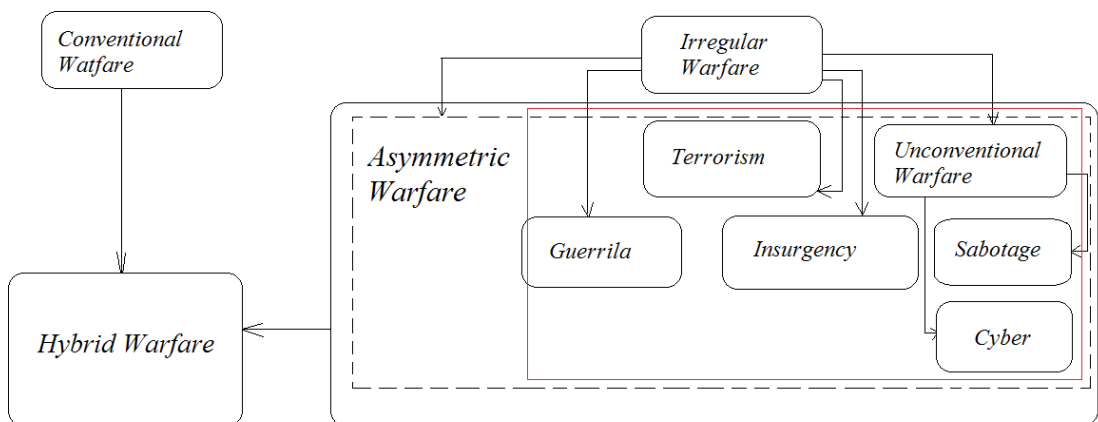 Conventional
Watfare
Irregular
Warfare
Asymmetric
Warfare
Terrorism
Unconventional
Warfare
Guerrila
Insurgency
Sabotage
Hybrid Warfare
Cyber